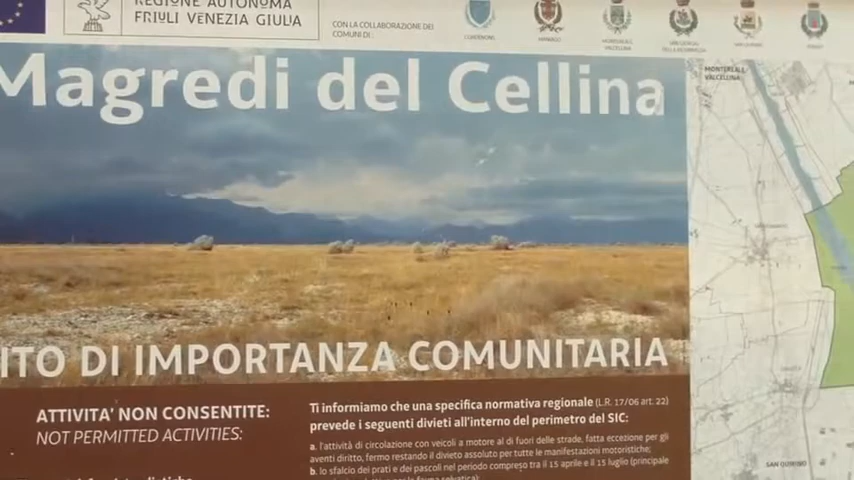 REGIONE AUTONOMA
FRIULI VENEZIA GIULIA
CON LA COLLABORAZIONE DEI
COMUNI DI:
Magredi del Cellina
MONTEREALE
VALCELLINA
ITO DI IMPORTANZA COMUNITARIA
ATTIVITA' NON CONSENTITE:
NOT PERMITTED ACTIVITIES:
Ti informiamo che una specifica normativa regionale (L.R. 17/06 art. 22)
prevede i seguenti divieti all'interno del perimetro del SIC:
a. l'attività di circolazione con veicoli a motore al di fuori delle strade, fatta eccezione per gli
aventi diritto, fermo restando il divieto assoluto per tutte le manifestazioni motoristiche;
b. lo sfalcio dei prati e dei pascoli nel periodo compreso tra il 15 aprile e il 15 luglio (principale
SAN QUIRINO